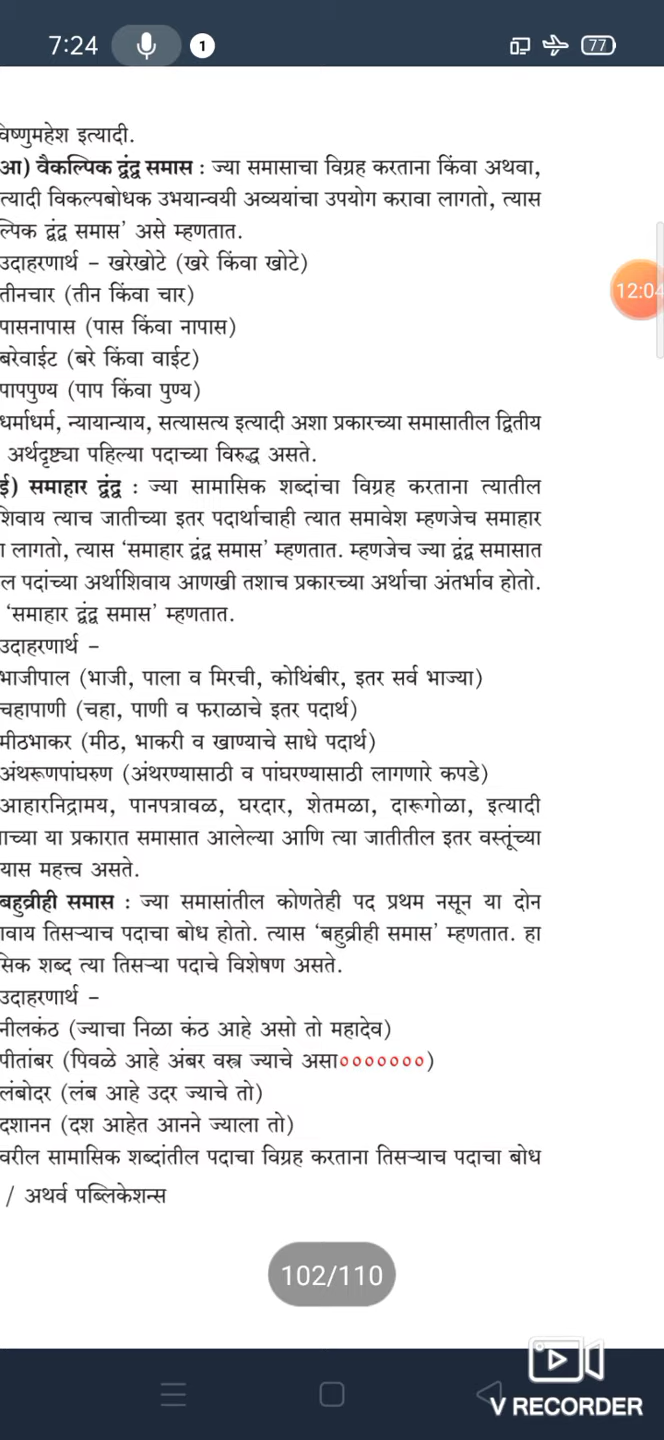 7:24
1
77
विष्णुमहेश इत्यादी.
आ) वैकल्पिक द्वंद्व समास : ज्या समासाचा विग्रह करताना किंवा अथवा,
त्यादी विकल्पबोधक उभयान्वयी अव्ययांचा उपयोग करावा लागतो, त्यास
ल्पिक द्वंद्व समास’ असे म्हणतात.
उदाहरणार्थ – खरेखोटे (खरे किंवा खोटे)
तीनचार (तीन किंवा चार)
12:04
पासनापास (पास किंवा नापास)
बरेवाईट (बरे किंवा वाईट)
पापपुण्य (पाप किंवा पुण्य)
धर्माधर्म, न्यायान्याय, सत्यासत्य इत्यादी अशा प्रकारच्या समासातील द्वितीय
अर्थदृष्ट्या पहिल्या पदाच्या विरुद्ध असते.
ई) समाहार द्वंद्व : ज्या सामासिक शब्दांचा विग्रह करताना त्यातील
शिवाय त्याच जातीच्या इतर पदार्थाचाही त्यात समावेश म्हणजेच समाहार
ा लागतो, त्यास ‘समाहार द्वंद्व समास’ म्हणतात. म्हणजेच ज्या द्वंद्व समासात
ल पदांच्या अर्थाशिवाय आणखी तशाच प्रकारच्या अर्थाचा अंतर्भाव होतो.
‘समाहार द्वंद्व समास’ म्हणतात.
उदाहरणार्थ –
भाजीपाल (भाजी, पाला व मिरची, कोथिंबीर, इतर सर्व भाज्या)
चहापाणी (चहा, पाणी व फराळाचे इतर पदार्थ)
मीठभाकर (मीठ, भाकरी व खाण्याचे साधे पदार्थ)
अंथरूणपांघरुण (अंथरण्यासाठी व पांघरण्यासाठी लागणारे कपडे)
आहारनिद्रामय, पानपत्रावळ, घरदार, शेतमळा, दारूगोळा, इत्यादी
ाच्या या प्रकारात समासात आलेल्या आणि त्या जातीतील इतर वस्तूंच्या
यास महत्त्व असते.
बहुव्रीही समास : ज्या समासांतील कोणतेही पद प्रथम नसून या दोन
ावाय तिसऱ्याच पदाचा बोध होतो. त्यास ‘बहुव्रीही समास’ म्हणतात. हा
सिक शब्द त्या तिसऱ्या पदाचे विशेषण असते.
उदाहरणार्थ –
नीलकंठ (ज्याचा निळा कंठ आहे असो तो महादेव)
पीतांबर (पिवळे आहे अंबर वस्त्र ज्याचे असा०००००००)
लंबोदर (लंब आहे उदर ज्याचे तो)
दशानन (दश आहेत आनने ज्याला तो)
वरील सामासिक शब्दांतील पदाचा विग्रह करताना तिसऱ्याच पदाचा बोध
/ अथर्व पब्लिकेशन्स
102/110
V RECORDER